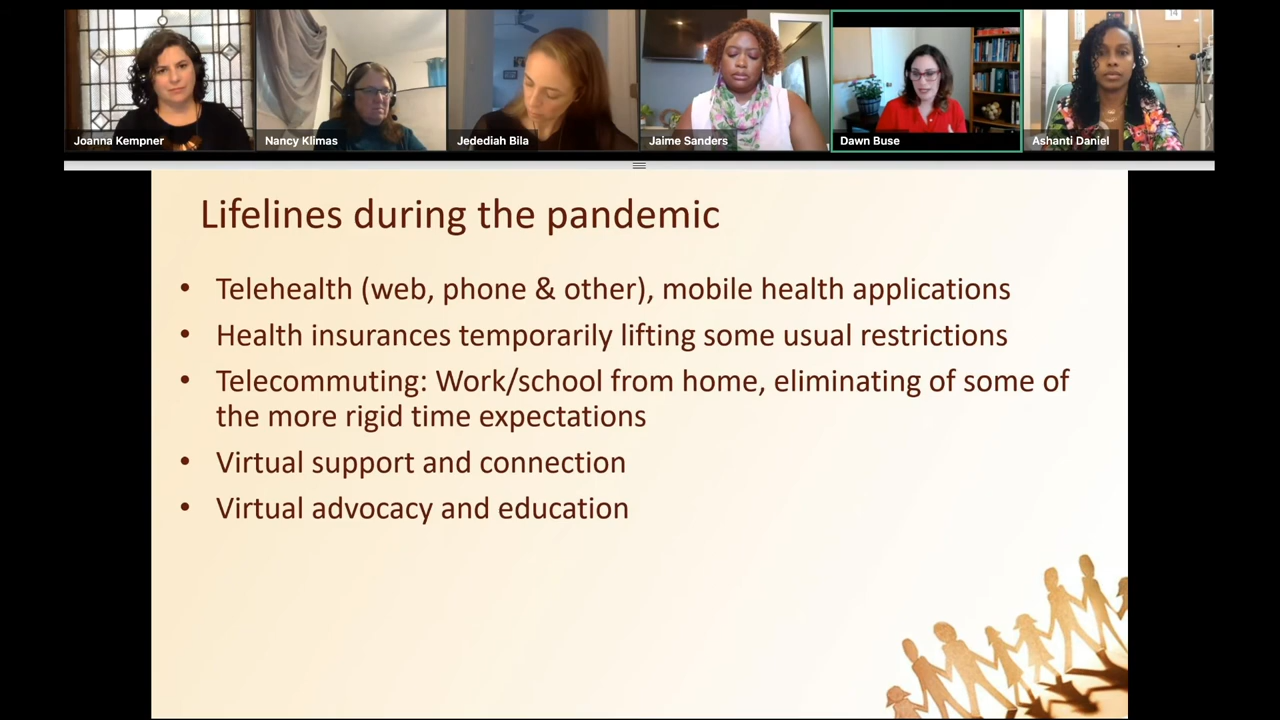 Joanna Kempner
Nancy Klimas
Jedediah Bila
Jaime Sanders
Dawn Buse
Ashanti Daniel
14
Lifelines during the pandemic
• Telehealth (web, phone & other), mobile health applications
• Health insurances temporarily lifting some usual restrictions
• Telecommuting: Work/school from home, eliminating of some of
the more rigid time expectations
• Virtual support and connection
• Virtual advocacy and education